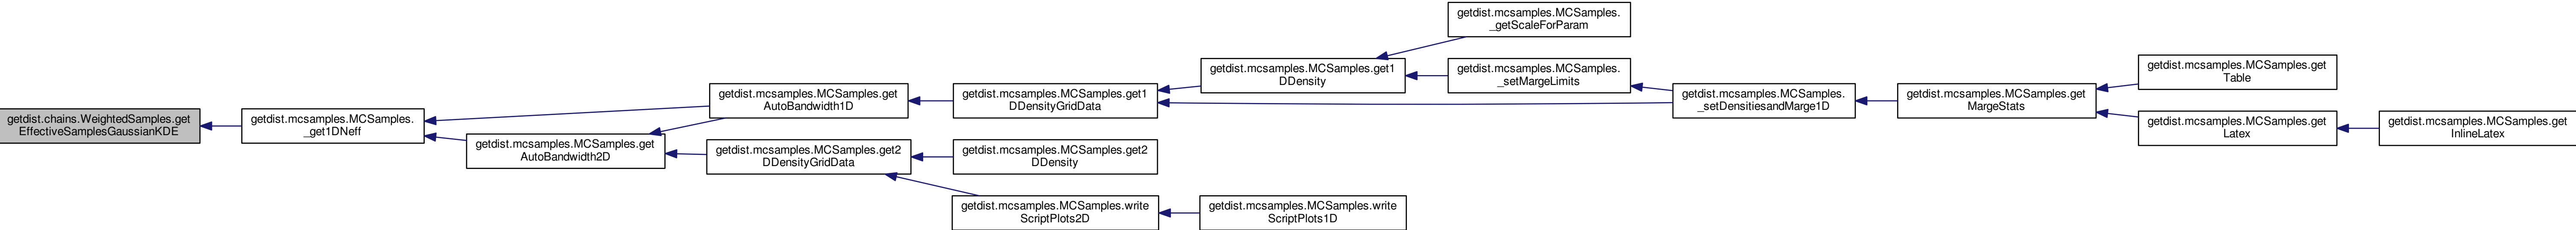 getdist.chains.WeightedSamples.get
EffectiveSamplesGaussianKDE
getdist.mcsamples.MCSamples.
_get1DNeff
getdist.mcsamples.MCSamples.get
AutoBandwidth1D
getdist.mcsamples.MCSamples.get
AutoBandwidth2D
getdist.mcsamples.MCSamples.get1
DDensityGridData
getdist.mcsamples.MCSamples.get2
DDensityGridData
getdist.mcsamples.MCSamples.get2
DDensity
getdist.mcsamples.MCSamples.write
ScriptPlots2D
getdist.mcsamples.MCSamples.write
ScriptPlots1D
getdist.mcsamples.MCSamples.get1
DDensity
getdist.mcsamples.MCSamples.
_getScaleForParam
getdist.mcsamples.MCSamples.
_setMargeLimits
getdist.mcsamples.MCSamples.
_setDensitiesandMarge1D
getdist.mcsamples.MCSamples.get
MargeStats
getdist.mcsamples.MCSamples.get
Table
getdist.mcsamples.MCSamples.get
Latex
getdist.mcsamples.MCSamples.get
InlineLatex